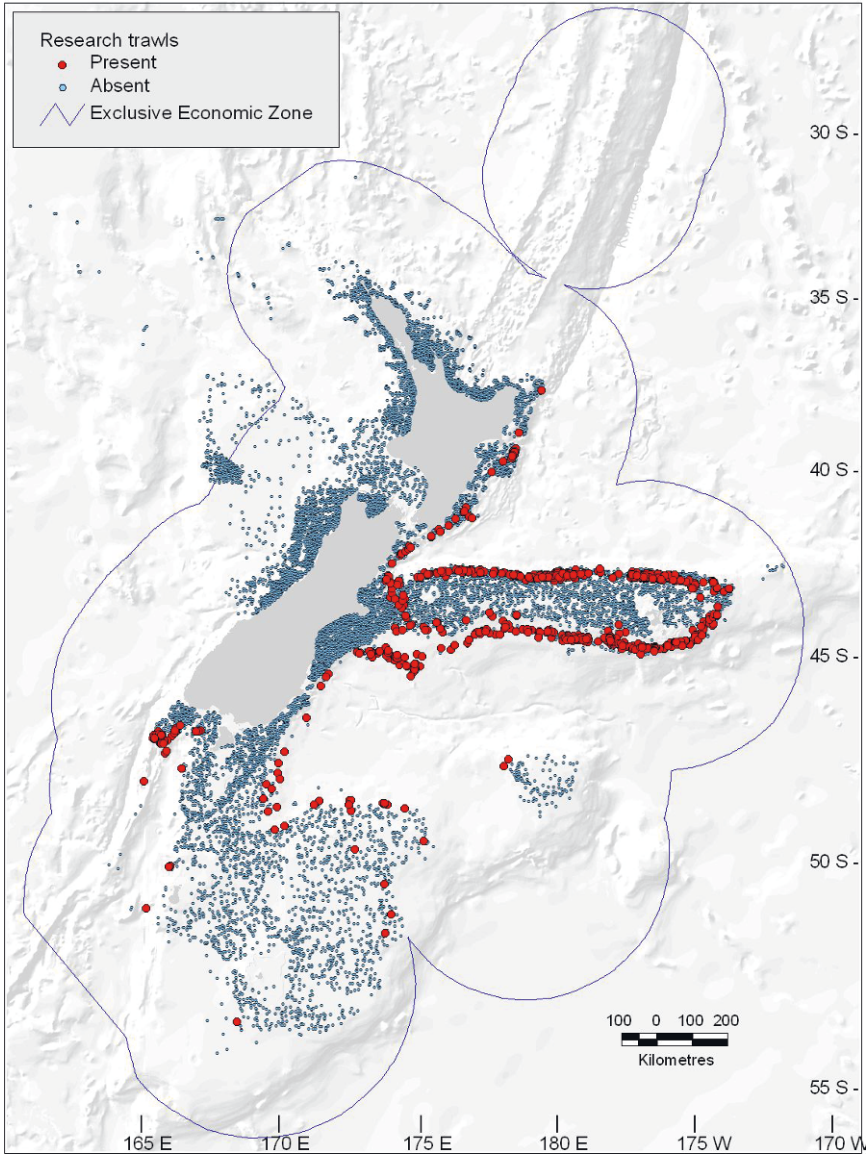 Research trawls
Present
Absent
Exclusive Economic Zone
30 S -
35 S -
40 S -
45 S -
50 S -
100 0 100 200
Kilometres
55 S -
165 E 170 E 175 E 180 E 175 W 170 W